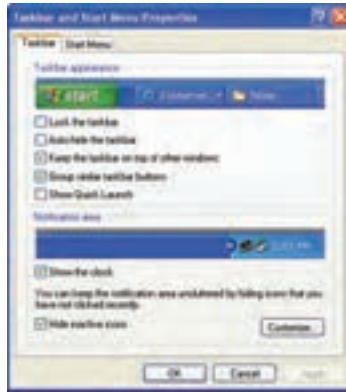 Taskbar and Start Menu Properties
Taskbar Start Menu
Taskbar appearance
start
Lock the taskbar
Auto-hide the taskbar
Keep the taskbar on top of other windows
Group similar taskbar buttons
Show Quick Launch
Notification area
Show the clock
You can keep the notification area uncluttered by hiding icons that you
have not clicked recently.
Hide inactive icons
Customize...
OK Cancel Apply